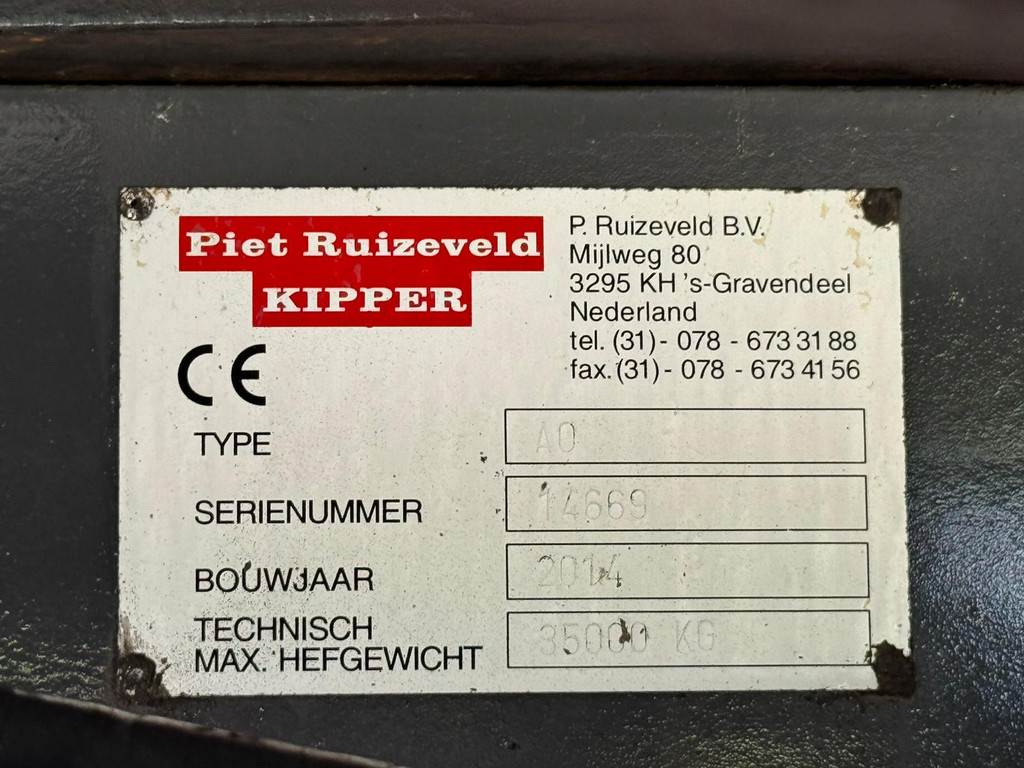 Piet Ruizeveld
KIPPER
P. Ruizeveld B.V.
Mijlweg 80
3295 KH 's-Gravendeel
Nederland
tel. (31) - 078 - 673 31 88
fax. (31) - 078 - 673 41 56
CE
TYPE AO
SERIENUMMER 14669
BOUWJAAR 2014
TECHNISCH
MAX. HEFGEWICHT 35000 KG